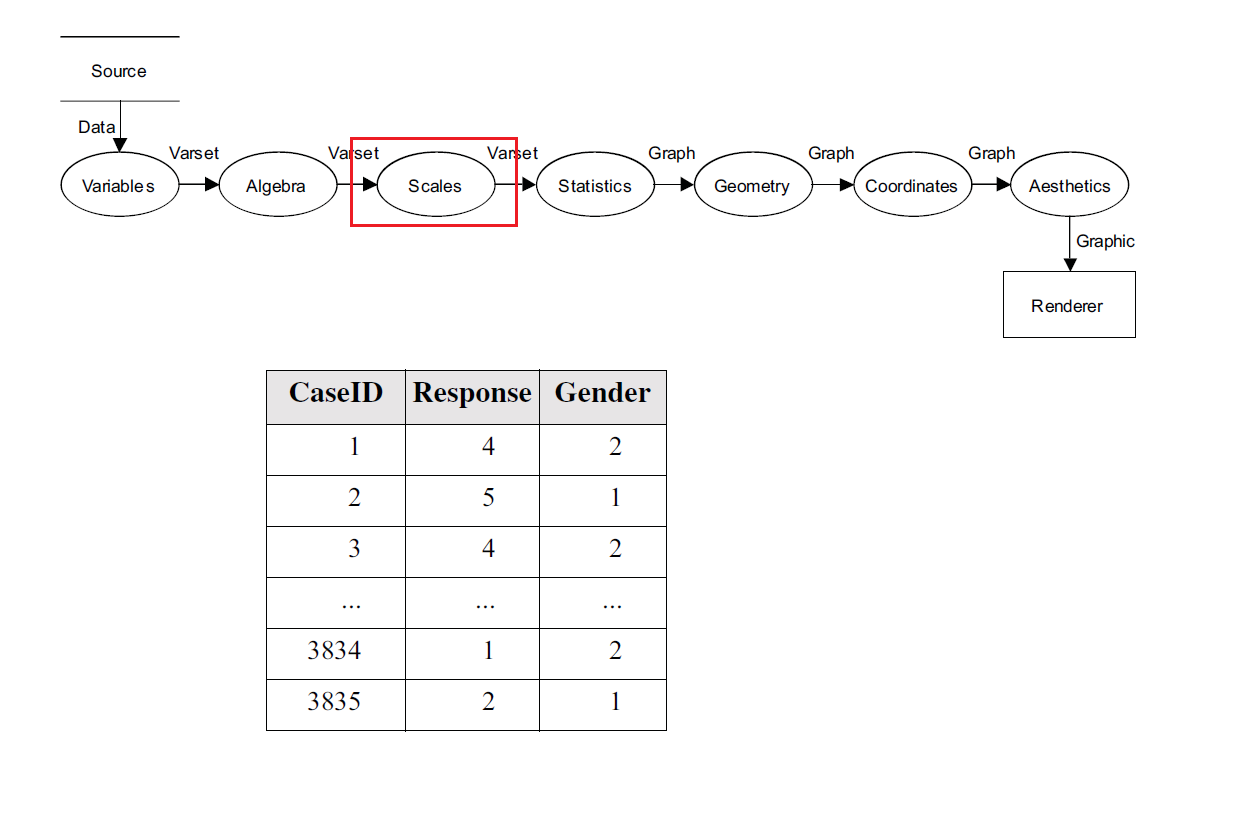 Source
Data
Varset Varset Varset Graph Graph Graph
Variables Algebra Scales Statistics Geometry Coordinates Aesthetics
Graphic
Renderer
CaseID Response Gender
1 4 2
2 5 1
3 4 2
... ... ...
3834 1 2
3835 2 1